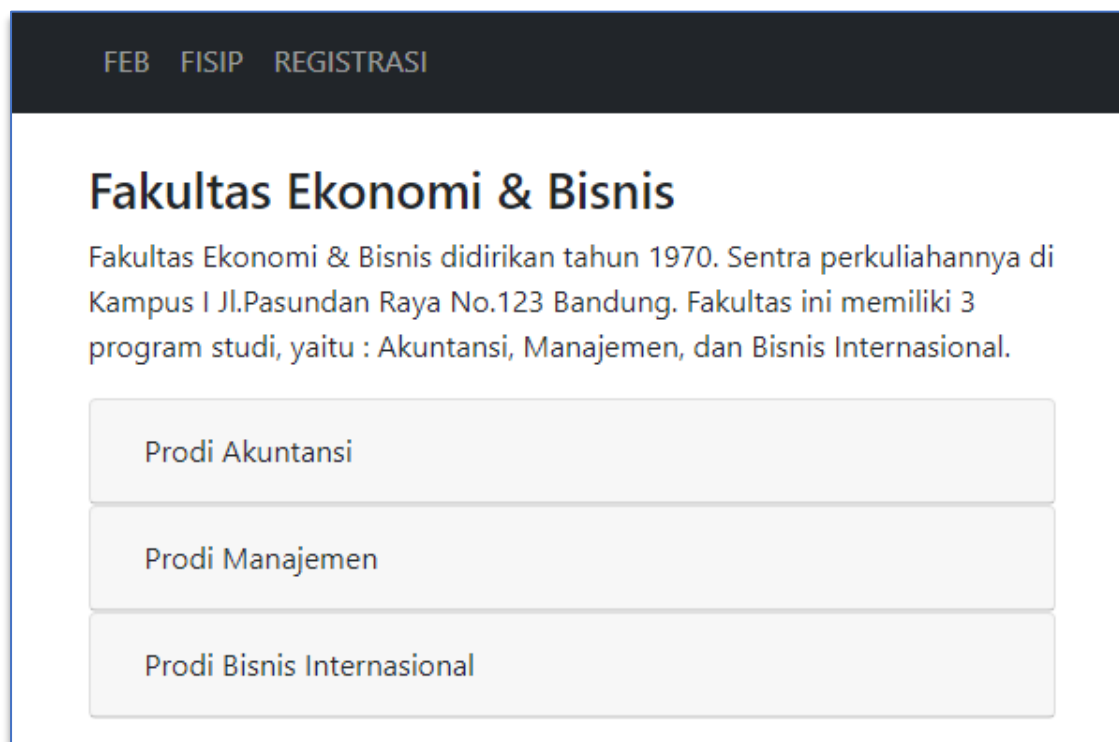 FEB FISIP REGISTRASI
Fakultas Ekonomi & Bisnis
Fakultas Ekonomi & Bisnis didirikan tahun 1970. Sentra perkuliahannya di
Kampus I Jl.Pasundan Raya No.123 Bandung. Fakultas ini memiliki 3
program studi, yaitu : Akuntansi, Manajemen, dan Bisnis Internasional.
Prodi Akuntansi
Prodi Manajemen
Prodi Bisnis Internasional